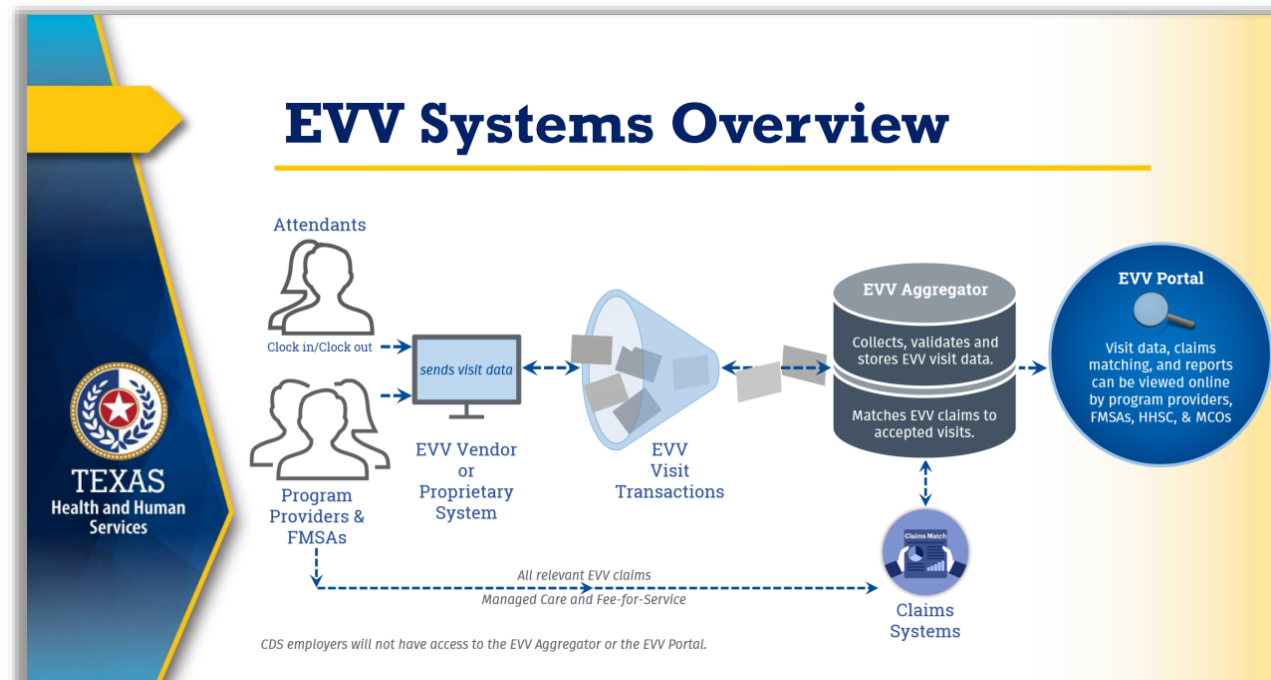 EVV Systems Overview
Attendants
Clock in/Clock out
sends visit data
Program
Providers &
FMSAs
EVV Vendor
or
Proprietary
System
EVV
Visit
Transactions
EVV Aggregator
Collects, validates and
stores EVV visit data.
Matches EVV claims to
accepted visits.
EVV Portal
Visit data, claims
matching, and reports
can be viewed online
by program providers,
FMSAs, HHSC, & MCOs
Claims Match
Claims
Systems
All relevant EVV claims
Managed Care and Fee-for-Service
CDS employers will not have access to the EVV Aggregator or the EVV Portal.
TEXAS
Health and Human
Services